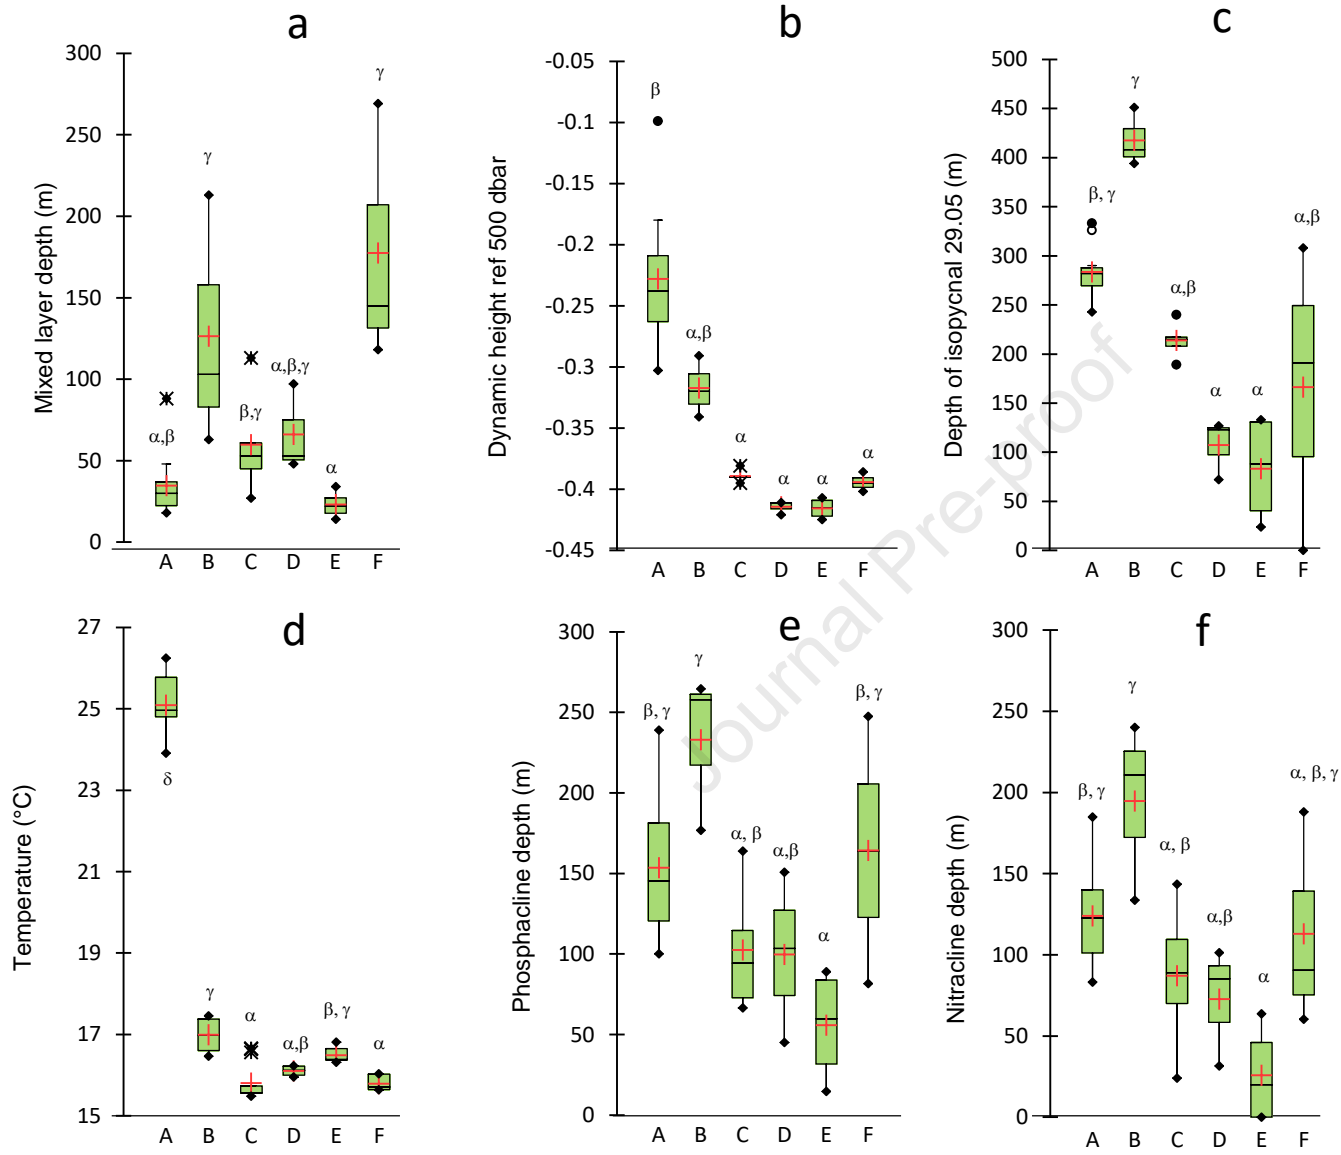 a
Mixed layer depth (m)
300
250
200
150
100
50
0
α,β
γ
β,γ
α,β,γ
α
γ
A B C D E F
b
Dynamic height ref 500 dbar
-0.05
-0.1
-0.15
-0.2
-0.25
-0.3
-0.35
-0.4
-0.45
β
α,β
α
α
α
α
A B C D E F
c
Depth of isopycnal 29.05 (m)
500
450
400
350
300
250
200
150
100
50
0
β, γ
γ
α,β
α
α
α,β
A B C D E F
d
Temperature (°C)
27
25
23
21
19
17
15
δ
γ
α
α,β
β, γ
α
A B C D E F
e
Phosphacline depth (m)
300
250
200
150
100
50
0
β, γ
γ
α, β
α,β
α
β, γ
A B C D E F
f
Nitracline depth (m)
300
250
200
150
100
50
0
β, γ
γ
α, β
α,β
α
α, β, γ
A B C D E F
Journal Pre-proof